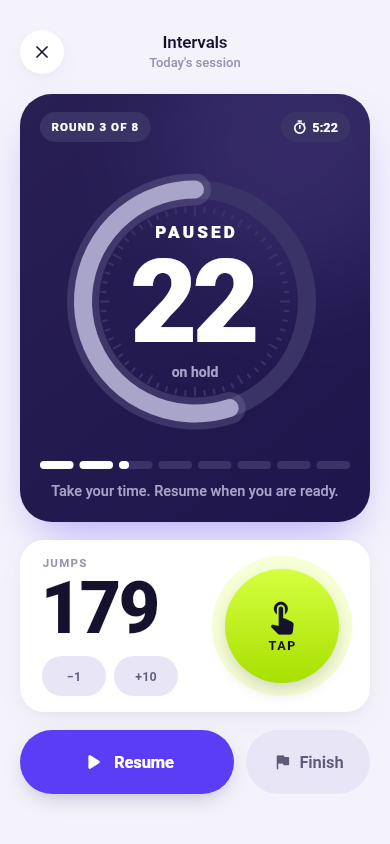 Intervals
Today's session
ROUND 3 OF 8
5:22
PAUSED
22
on hold
Take your time. Resume when you are ready.
JUMPS
179
−1
+10
TAP
Resume
Finish